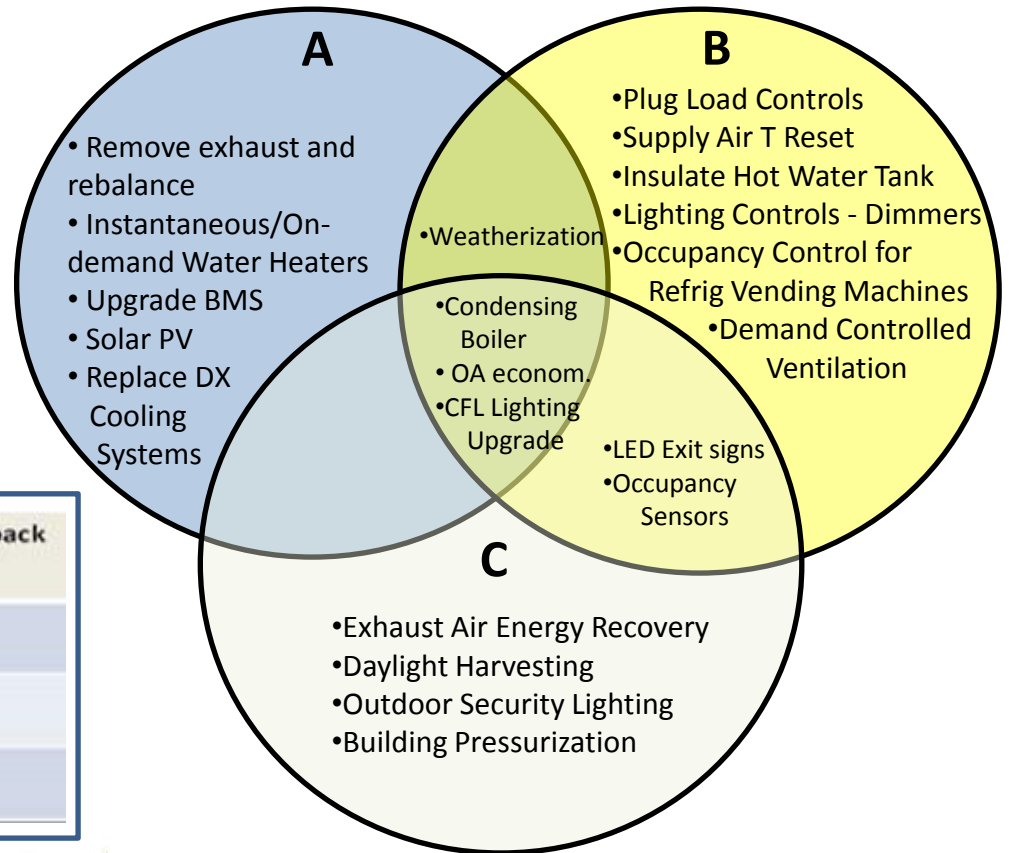 A
• Remove exhaust and
rebalance
• Instantaneous/On-
demand Water Heaters
• Upgrade BMS
• Solar PV
• Replace DX
Cooling
Systems
B
•Plug Load Controls
•Supply Air T Reset
•Insulate Hot Water Tank
•Lighting Controls - Dimmers
•Occupancy Control for
Refrig Vending Machines
•Demand Controlled
Ventilation
•Weatherization
•Condensing
Boiler
• OA econom.
•CFL Lighting
Upgrade
•LED Exit signs
•Occupancy
Sensors
C
•Exhaust Air Energy Recovery
•Daylight Harvesting
•Outdoor Security Lighting
•Building Pressurization